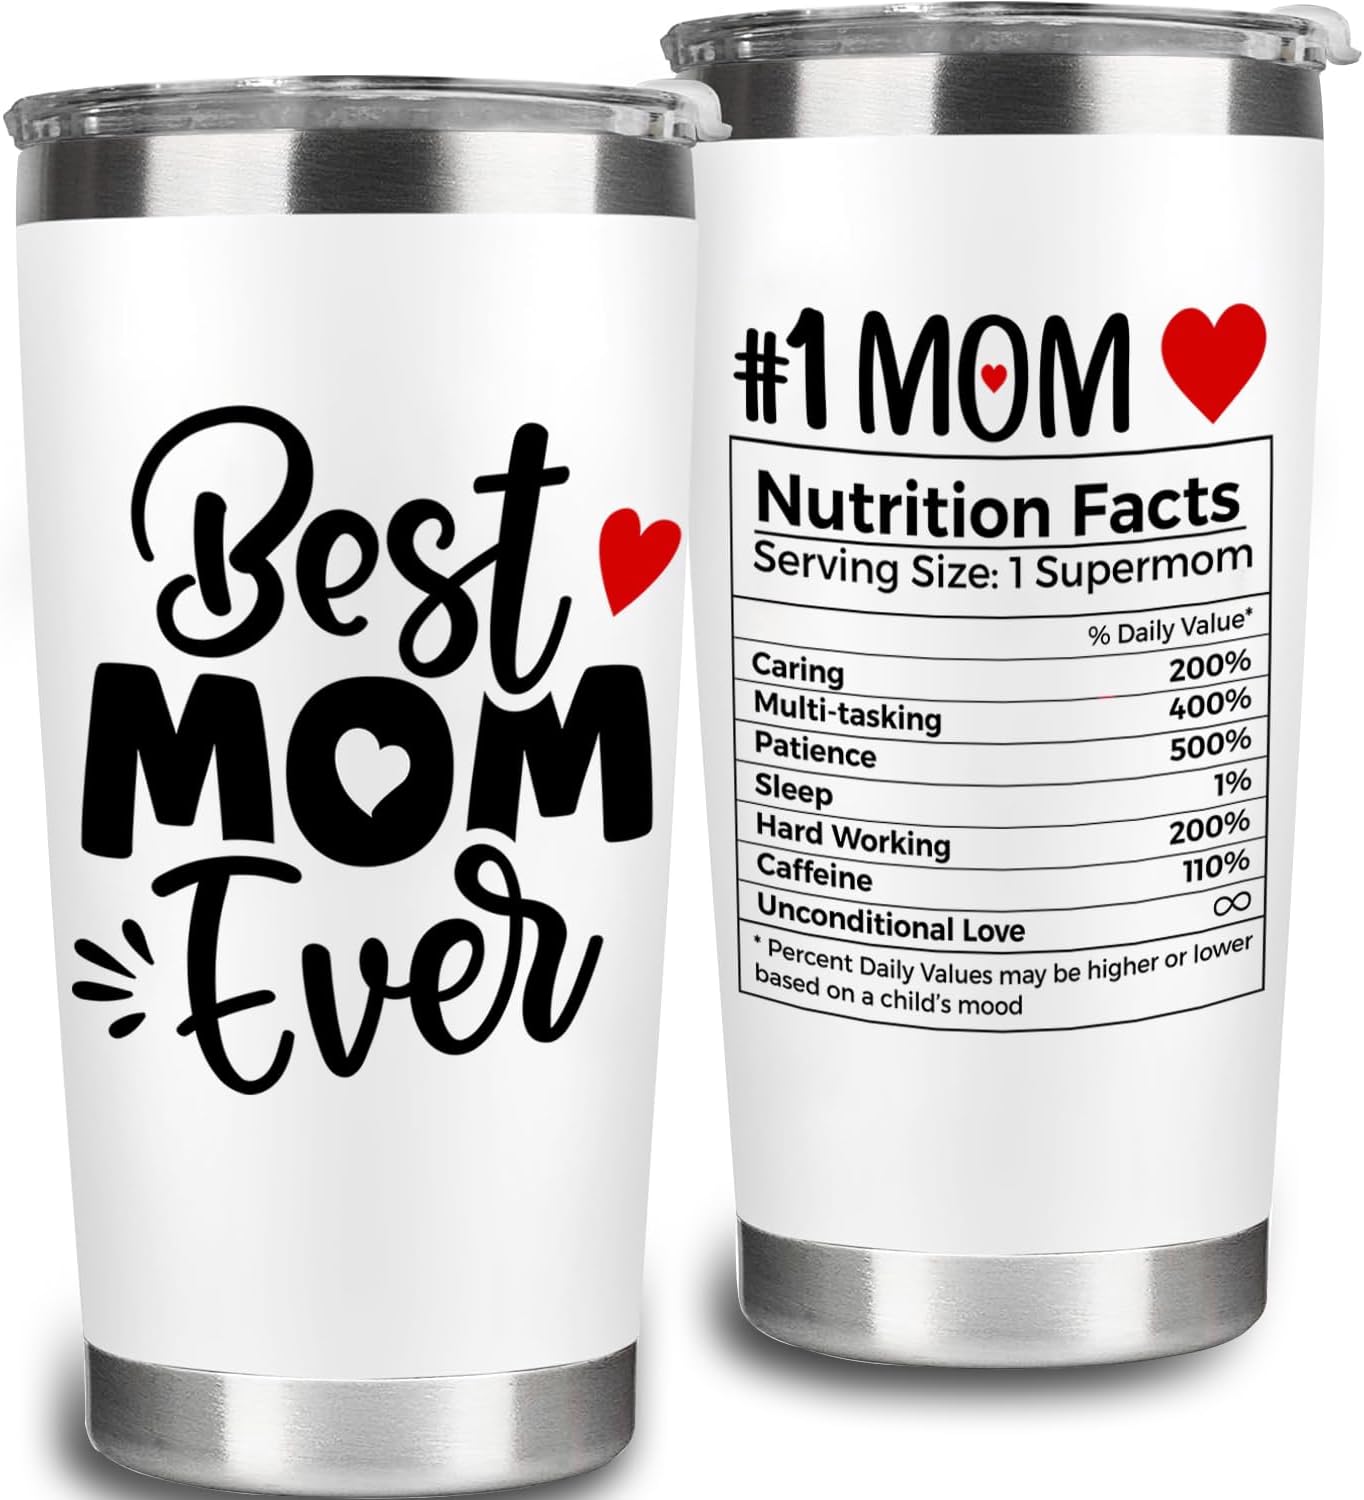 Best
MOM
Ever
#1 MOM
Nutrition Facts
Serving Size: 1 Supermom
% Daily Value*
Caring 200%
Multi-tasking 400%
Patience 500%
Sleep 1%
Hard Working 200%
Caffeine 110%
Unconditional Love ∞
* Percent Daily Values may be higher or lower
based on a child's mood